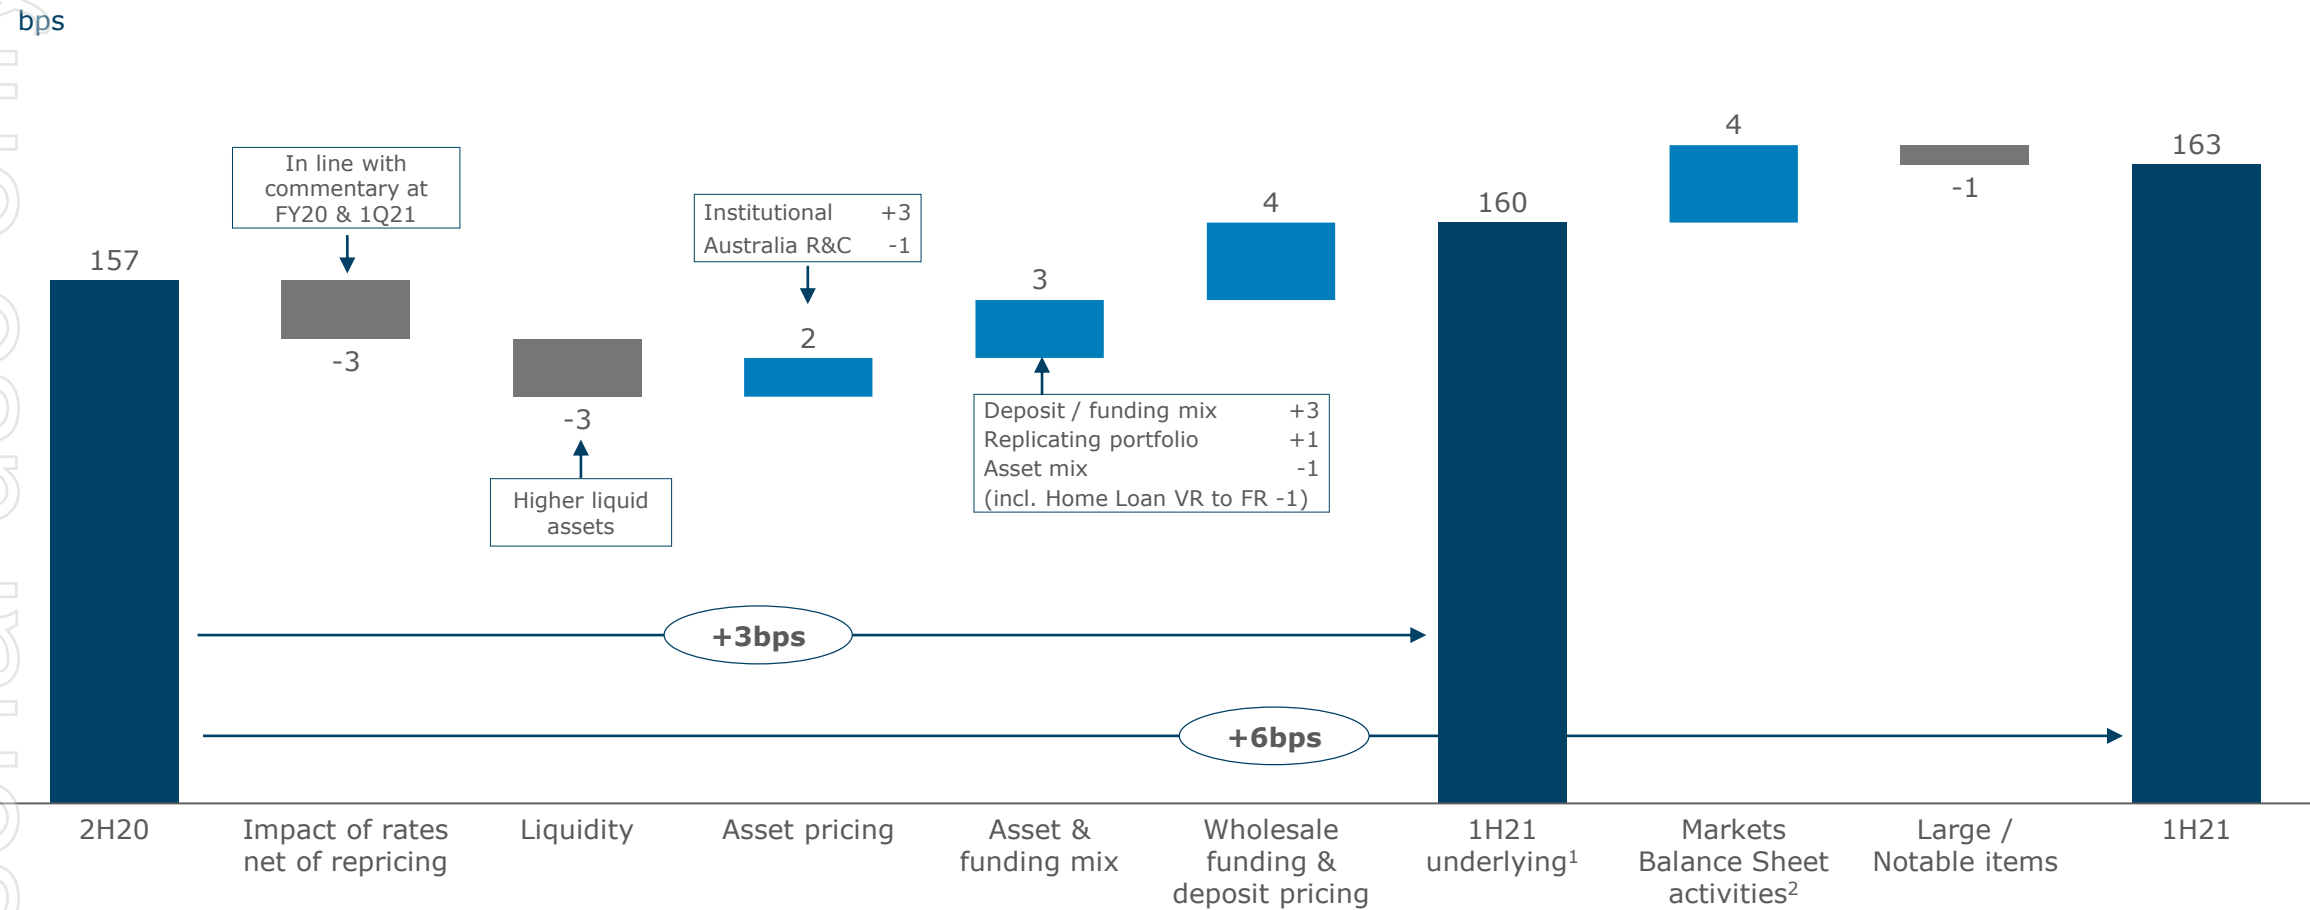 bps
157
In line with
commentary at
FY20 & 1Q21
-3
-3
Higher liquid
assets
Institutional +3
Australia R&C -1
2
3
Deposit / funding mix +3
Replicating portfolio +1
Asset mix -1
(incl. Home Loan VR to FR -1)
4
160
4
-1
163
+3bps
+6bps
2H20
Impact of rates
net of repricing
Liquidity
Asset pricing
Asset &
funding mix
Wholesale
funding &
deposit pricing
1H21
underlying¹
Markets
Balance Sheet
activities²
Large /
Notable items
1H21